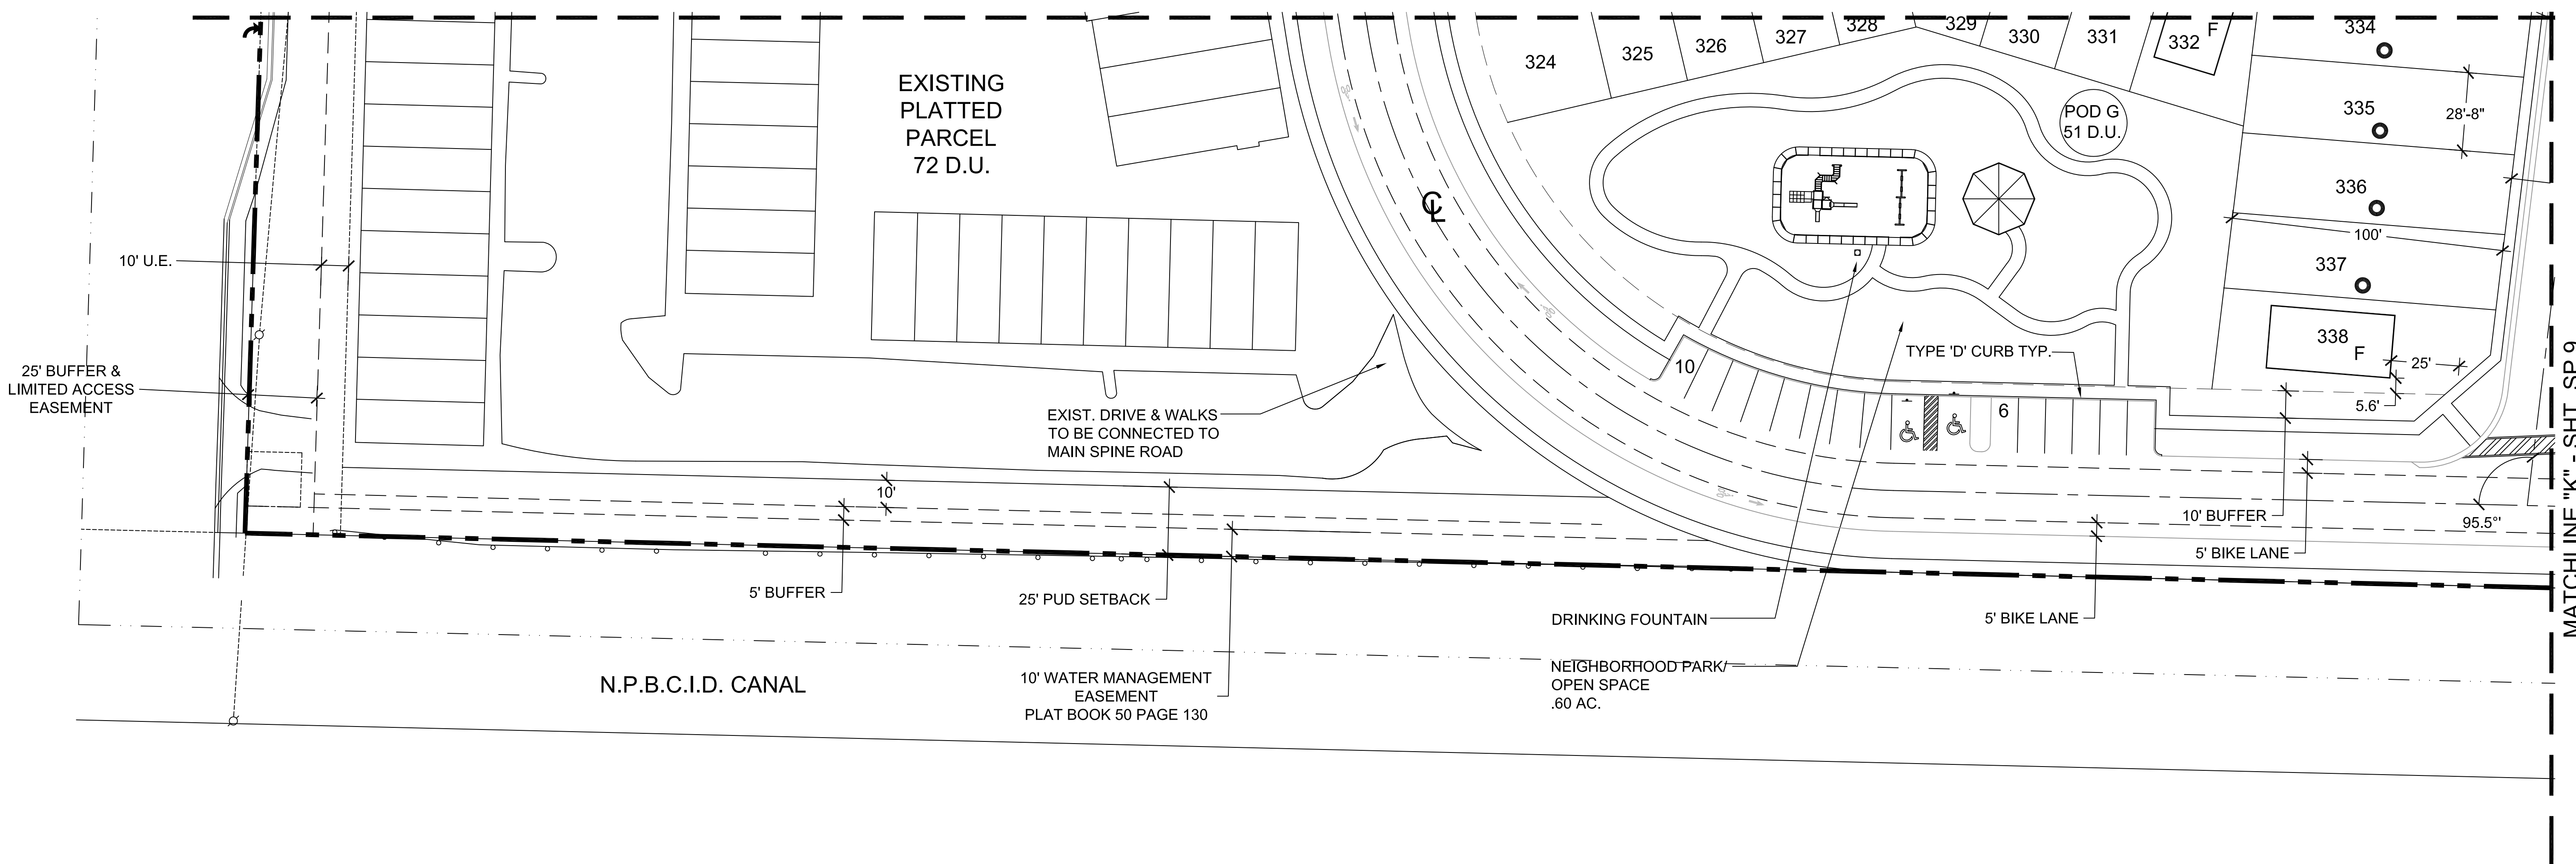 EXISTING
PLATTED
PARCEL
72 D.U.
10' U.E.
25' BUFFER &
LIMITED ACCESS
EASEMENT
324
325
326
327
328
329
330
331
332
F
334
335
336
337
338
F
POD G
51 D.U.
28'-8"
100'
25'
5.6'
℄
10
6
TYPE 'D' CURB TYP.
EXIST. DRIVE & WALKS
TO BE CONNECTED TO
MAIN SPINE ROAD
10'
5' BUFFER
25' PUD SETBACK
10' WATER MANAGEMENT
EASEMENT
PLAT BOOK 50 PAGE 130
N.P.B.C.I.D. CANAL
DRINKING FOUNTAIN
NEIGHBORHOOD PARK/
OPEN SPACE
.60 AC.
5' BIKE LANE
10' BUFFER
5' BIKE LANE
95.5°'
MATCHLINE "K" - SHT. SP.9